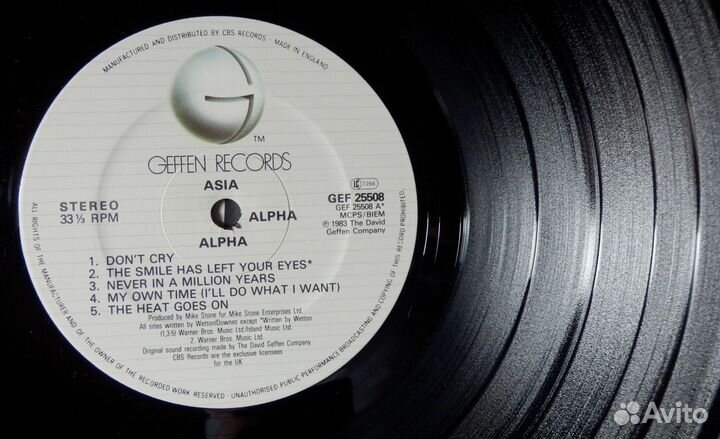 MANUFACTURED AND DISTRIBUTED BY CBS RECORDS · MADE IN ENGLAND
TM
GEFFEN RECORDS
ASIA
STEREO
33⅓ RPM
ALPHA
ALPHA
LC 7266
GEF 25508
GEF 25508 A*
MCPS/BIEM
℗ 1983 The David
Geffen Company
1. DON'T CRY
2. THE SMILE HAS LEFT YOUR EYES*
3. NEVER IN A MILLION YEARS
4. MY OWN TIME (I'LL DO WHAT I WANT)
5. THE HEAT GOES ON
Produced by Mike Stone for Mike Stone Enterprises Ltd.
All titles written by Wetton/Downes except *Written by Wetton
(1,3-5) Warner Bros. Music Ltd/Island Music Ltd.
2. Warner Bros. Music Ltd.
Original sound recording made by The David Geffen Company
CBS Records are the exclusive licensees
for the UK
ALL RIGHTS OF THE MANUFACTURER AND OF THE OWNER OF THE RECORDED WORK RESERVED · UNAUTHORISED PUBLIC PERFORMANCE BROADCASTING AND COPYING OF THIS RECORD PROHIBITED.
Avito